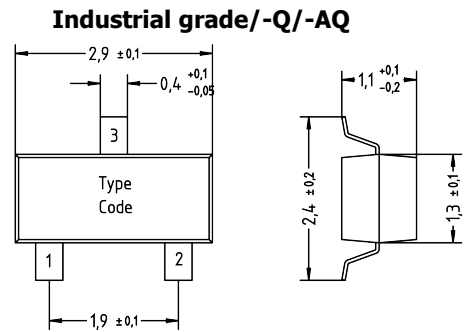 Industrial grade/-Q/-AQ
2,9 ±0,1
0,4 +0,1 -0,05
1,1 +0,1 -0,2
3
Type
Code
2,4 ±0,2
1,3 ±0,1
1
2
1,9 ±0,1